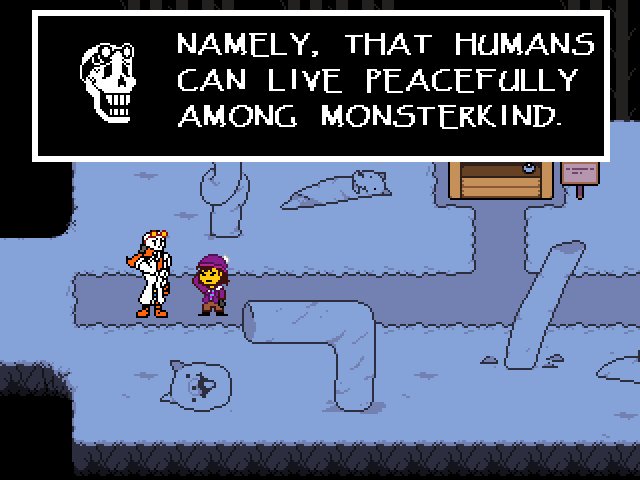 NAMELY, THAT HUMANS
CAN LIVE PEACEFULLY
AMONG MONSTERKIND.